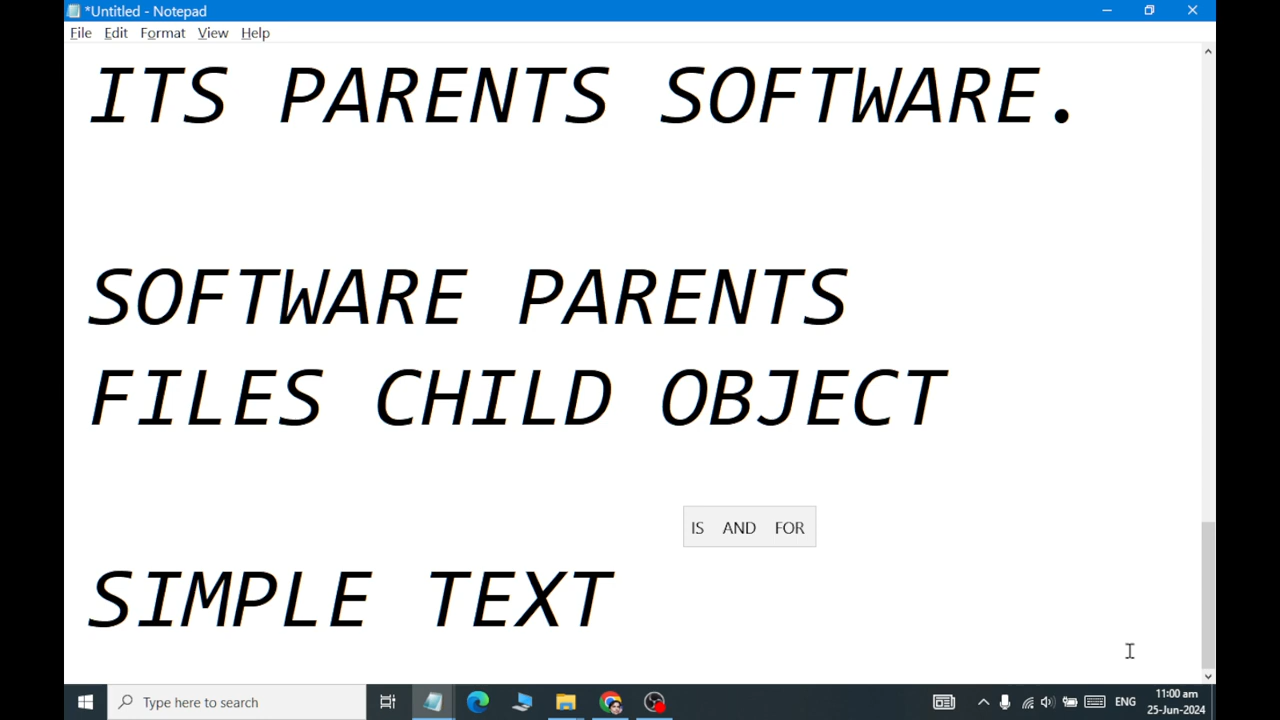 *Untitled - Notepad
File Edit Format View Help
ITS PARENTS SOFTWARE.
SOFTWARE PARENTS
FILES CHILD OBJECT
IS AND FOR
SIMPLE TEXT
Type here to search
ENG
11:00 am
25-Jun-2024